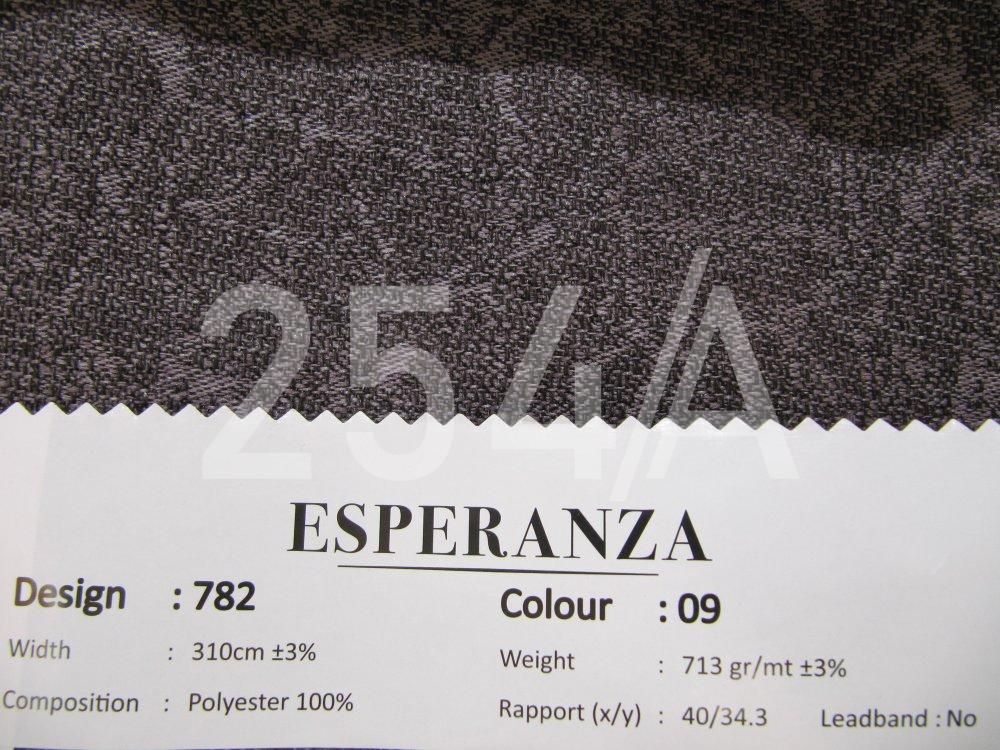 254/A
ESPERANZA
Design : 782 Colour : 09
Width : 310cm ±3% Weight : 713 gr/mt ±3%
Composition : Polyester 100% Rapport (x/y) : 40/34.3 Leadband : No